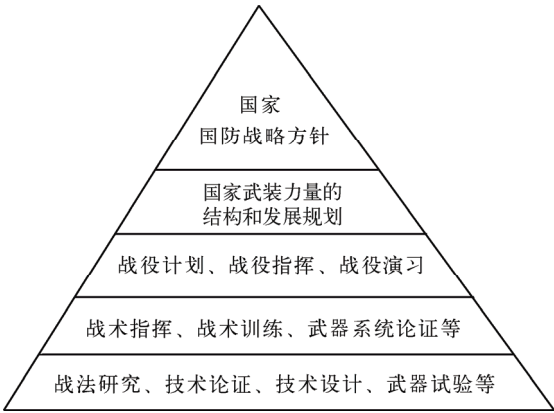 国家
国防战略方针
国家武装力量的
结构和发展规划
战役计划、战役指挥、战役演习
战术指挥、战术训练、武器系统论证等
战法研究、技术论证、技术设计、武器试验等